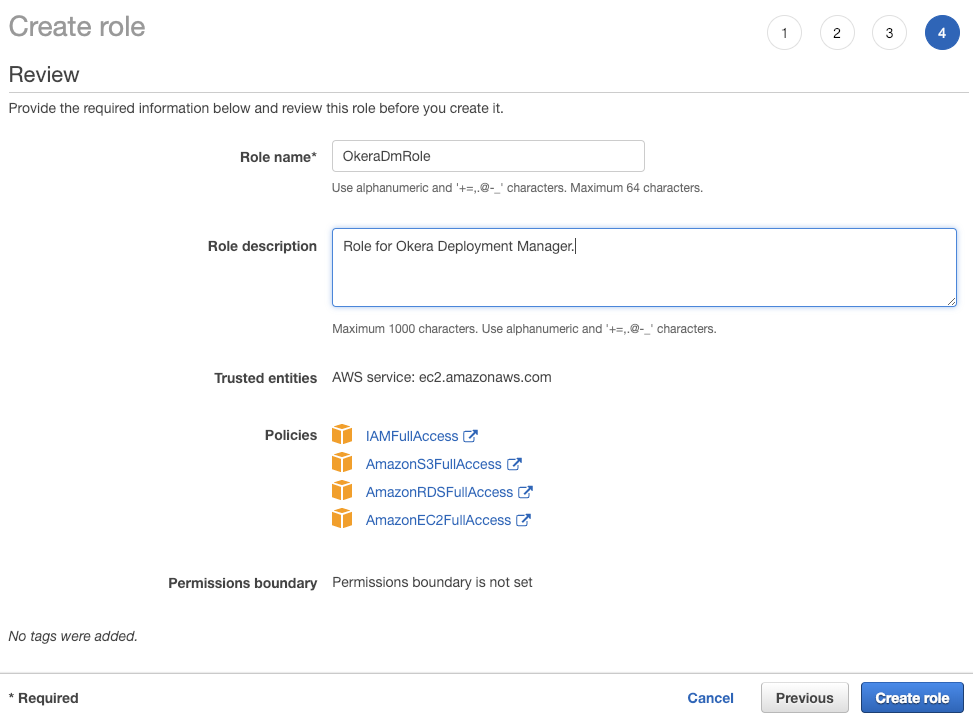 Create role
1 2 3 4
Review
Provide the required information below and review this role before you create it.
Role name* OkeraDmRole
Use alphanumeric and '+=,.@-_' characters. Maximum 64 characters.
Role description Role for Okera Deployment Manager.
Maximum 1000 characters. Use alphanumeric and '+=,.@-_' characters.
Trusted entities AWS service: ec2.amazonaws.com
Policies IAMFullAccess
AmazonS3FullAccess
AmazonRDSFullAccess
AmazonEC2FullAccess
Permissions boundary Permissions boundary is not set
No tags were added.
* Required Cancel Previous Create role